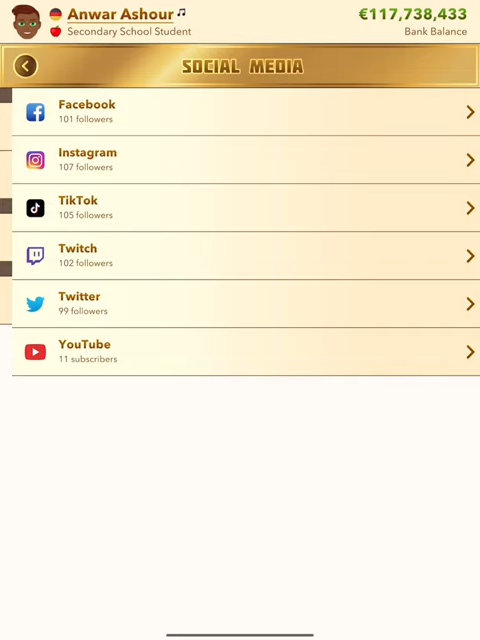 Anwar Ashour
€117,738,433
Secondary School Student
Bank Balance
SOCIAL MEDIA
Facebook
101 followers
Instagram
107 followers
TikTok
105 followers
Twitch
102 followers
Twitter
99 followers
YouTube
11 subscribers